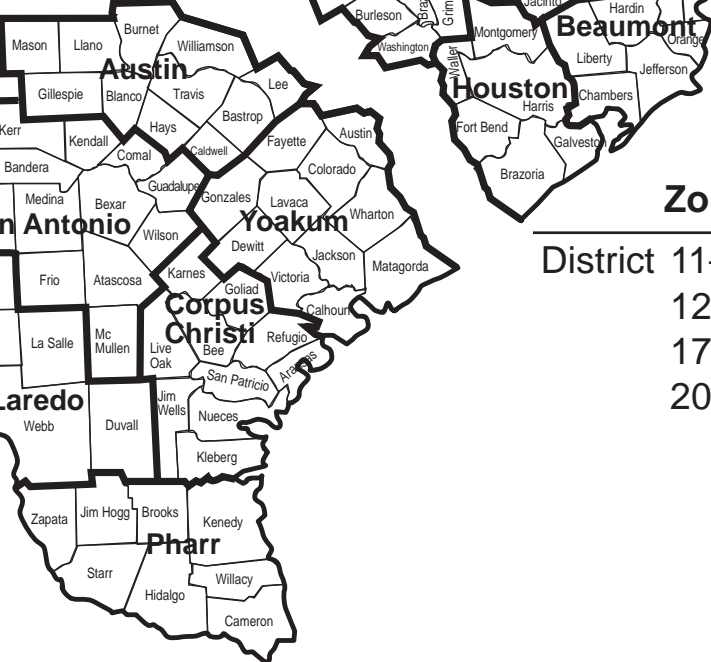 Burleson
Jacinto
Hardin
Burnet
Montgomery
Beaumont
Mason
Llano
Williamson
Washington
Waller
Orange
Austin
Liberty
Jefferson
Lee
Houston
Gillespie
Blanco
Travis
Chambers
Harris
Bastrop
Kerr
Hays
Fayette
Austin
Fort Bend
Galveston
Kendall
Comal
Caldwell
Bandera
Colorado
Brazoria
Guadalupe
Medina
Bexar
Gonzales
Lavaca
Zo
n Antonio
Yoakum
Wharton
Wilson
Dewitt
Jackson
District 11-
Karnes
Victoria
Matagorda
Frio
Atascosa
Goliad
12
Corpus
Christi
Calhoun
La Salle
Mc
Mullen
Live
Oak
Bee
Refugio
17
Aransas
San Patricio
20
Laredo
Jim
Wells
Webb
Duvall
Nueces
Kleberg
Zapata
Jim Hogg
Brooks
Kenedy
Pharr
Starr
Willacy
Hidalgo
Cameron